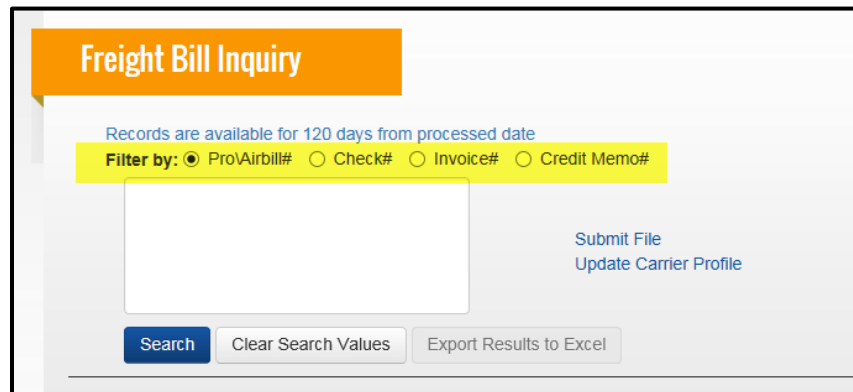 Freight Bill Inquiry
Records are available for 120 days from processed date
Filter by: Pro\Airbill# Check# Invoice# Credit Memo#
Submit File
Update Carrier Profile
Search Clear Search Values Export Results to Excel